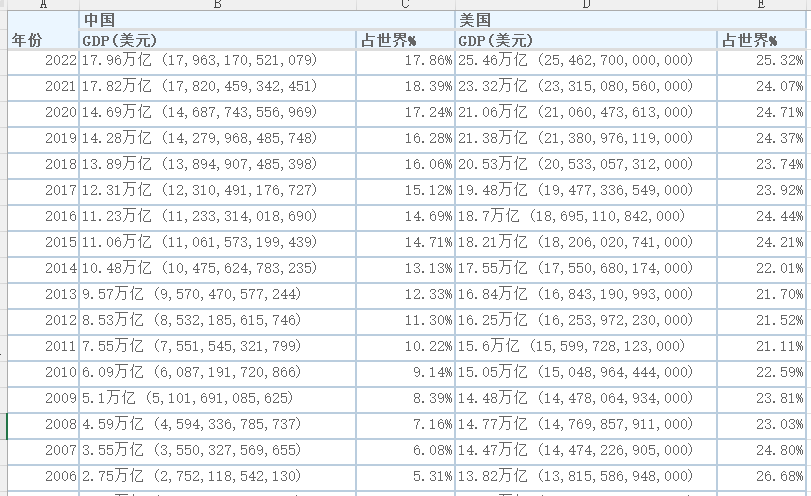 A B C D E
中国 美国
年份 GDP(美元) 占世界% GDP(美元) 占世界%
2022 17.96万亿 (17,963,170,521,079) 17.86% 25.46万亿 (25,462,700,000,000) 25.32%
2021 17.82万亿 (17,820,459,342,451) 18.39% 23.32万亿 (23,315,080,560,000) 24.07%
2020 14.69万亿 (14,687,743,556,969) 17.24% 21.06万亿 (21,060,473,613,000) 24.71%
2019 14.28万亿 (14,279,968,485,748) 16.28% 21.38万亿 (21,380,976,119,000) 24.37%
2018 13.89万亿 (13,894,907,485,398) 16.06% 20.53万亿 (20,533,057,312,000) 23.74%
2017 12.31万亿 (12,310,491,176,727) 15.12% 19.48万亿 (19,477,336,549,000) 23.92%
2016 11.23万亿 (11,233,314,018,690) 14.69% 18.7万亿 (18,695,110,842,000) 24.44%
2015 11.06万亿 (11,061,573,199,439) 14.71% 18.21万亿 (18,206,020,741,000) 24.21%
2014 10.48万亿 (10,475,624,783,235) 13.13% 17.55万亿 (17,550,680,174,000) 22.01%
2013 9.57万亿 (9,570,470,577,244) 12.33% 16.84万亿 (16,843,190,993,000) 21.70%
2012 8.53万亿 (8,532,185,615,746) 11.30% 16.25万亿 (16,253,972,230,000) 21.52%
2011 7.55万亿 (7,551,545,321,799) 10.22% 15.6万亿 (15,599,728,123,000) 21.11%
2010 6.09万亿 (6,087,191,720,866) 9.14% 15.05万亿 (15,048,964,444,000) 22.59%
2009 5.1万亿 (5,101,691,085,625) 8.39% 14.48万亿 (14,478,064,934,000) 23.81%
2008 4.59万亿 (4,594,336,785,737) 7.16% 14.77万亿 (14,769,857,911,000) 23.03%
2007 3.55万亿 (3,550,327,569,655) 6.08% 14.47万亿 (14,474,226,905,000) 24.80%
2006 2.75万亿 (2,752,118,542,130) 5.31% 13.82万亿 (13,815,586,948,000) 26.68%